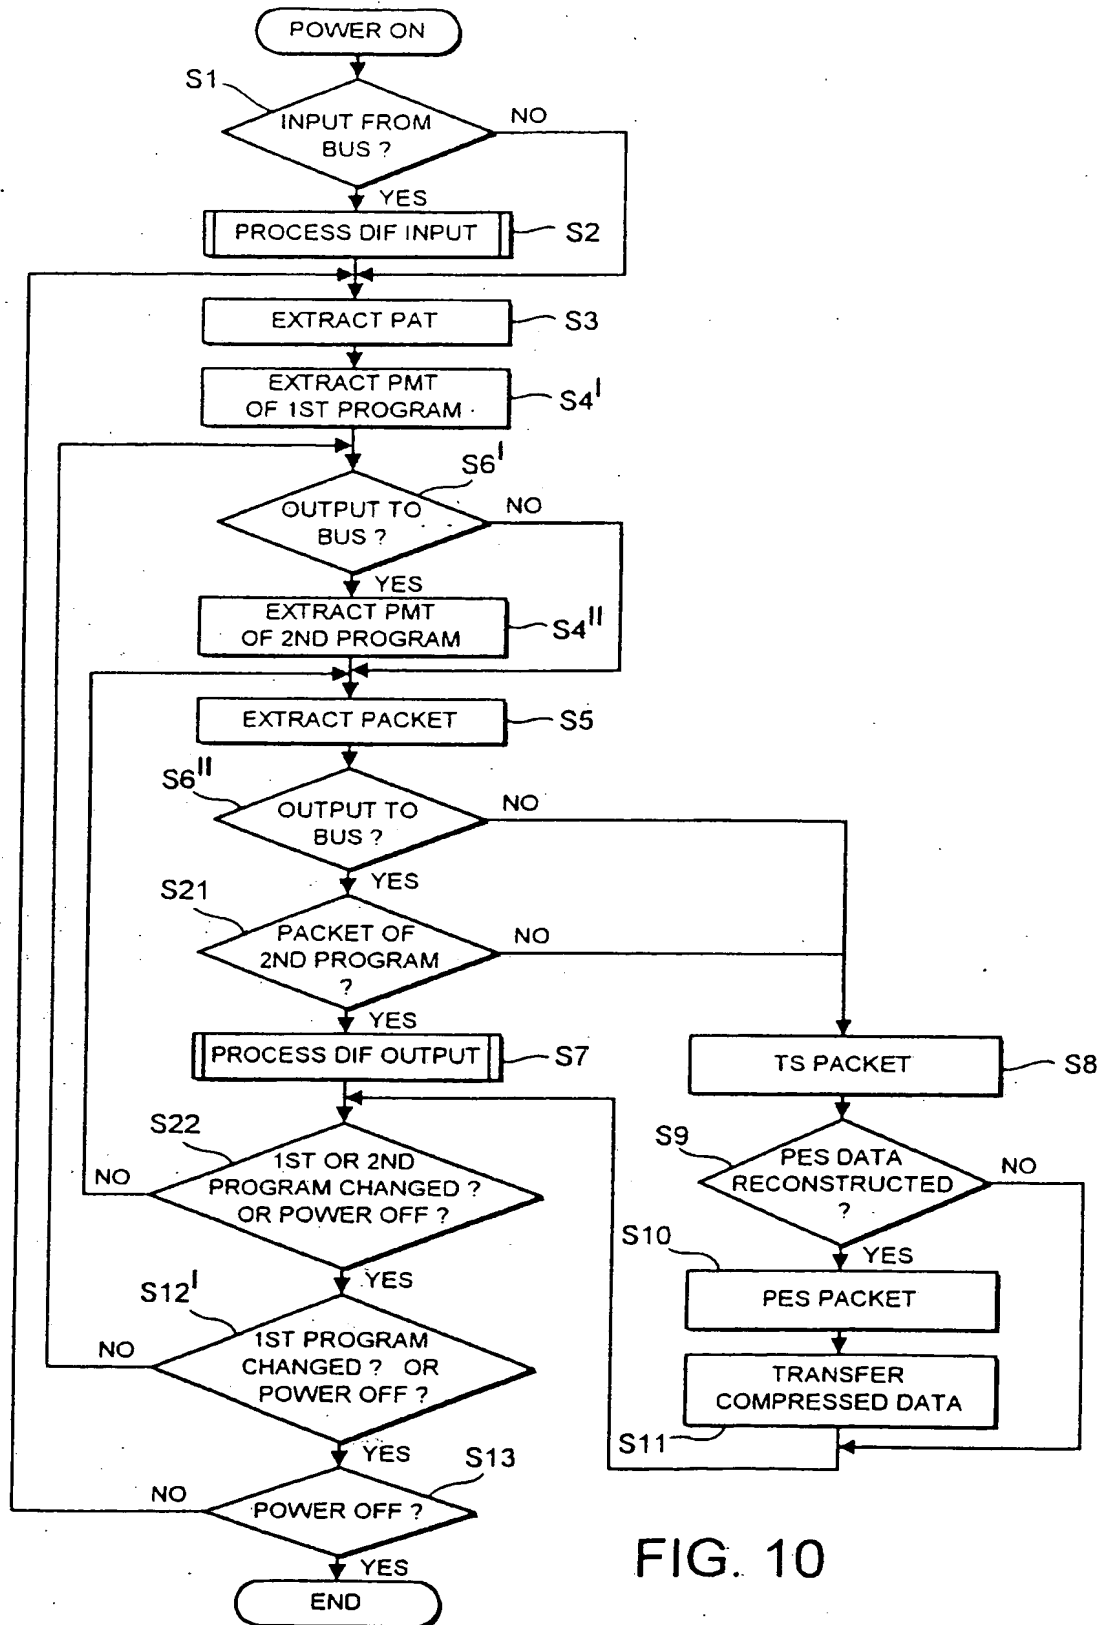 POWER ON
S1
INPUT FROM
BUS ?
NO
YES
PROCESS DIF INPUT
S2
EXTRACT PAT
S3
EXTRACT PMT
OF 1ST PROGRAM
S4I
S6I
OUTPUT TO
BUS ?
NO
YES
EXTRACT PMT
OF 2ND PROGRAM
S4II
EXTRACT PACKET
S5
S6II
OUTPUT TO
BUS ?
NO
YES
S21
PACKET OF
2ND PROGRAM
?
NO
YES
PROCESS DIF OUTPUT
S7
TS PACKET
S8
S22
1ST OR 2ND
PROGRAM CHANGED ?
OR POWER OFF ?
NO
YES
S9
PES DATA
RECONSTRUCTED
?
NO
YES
S10
PES PACKET
S12I
1ST PROGRAM
CHANGED ? OR
POWER OFF ?
NO
YES
TRANSFER
COMPRESSED DATA
S11
S13
POWER OFF ?
NO
YES
END
FIG. 10